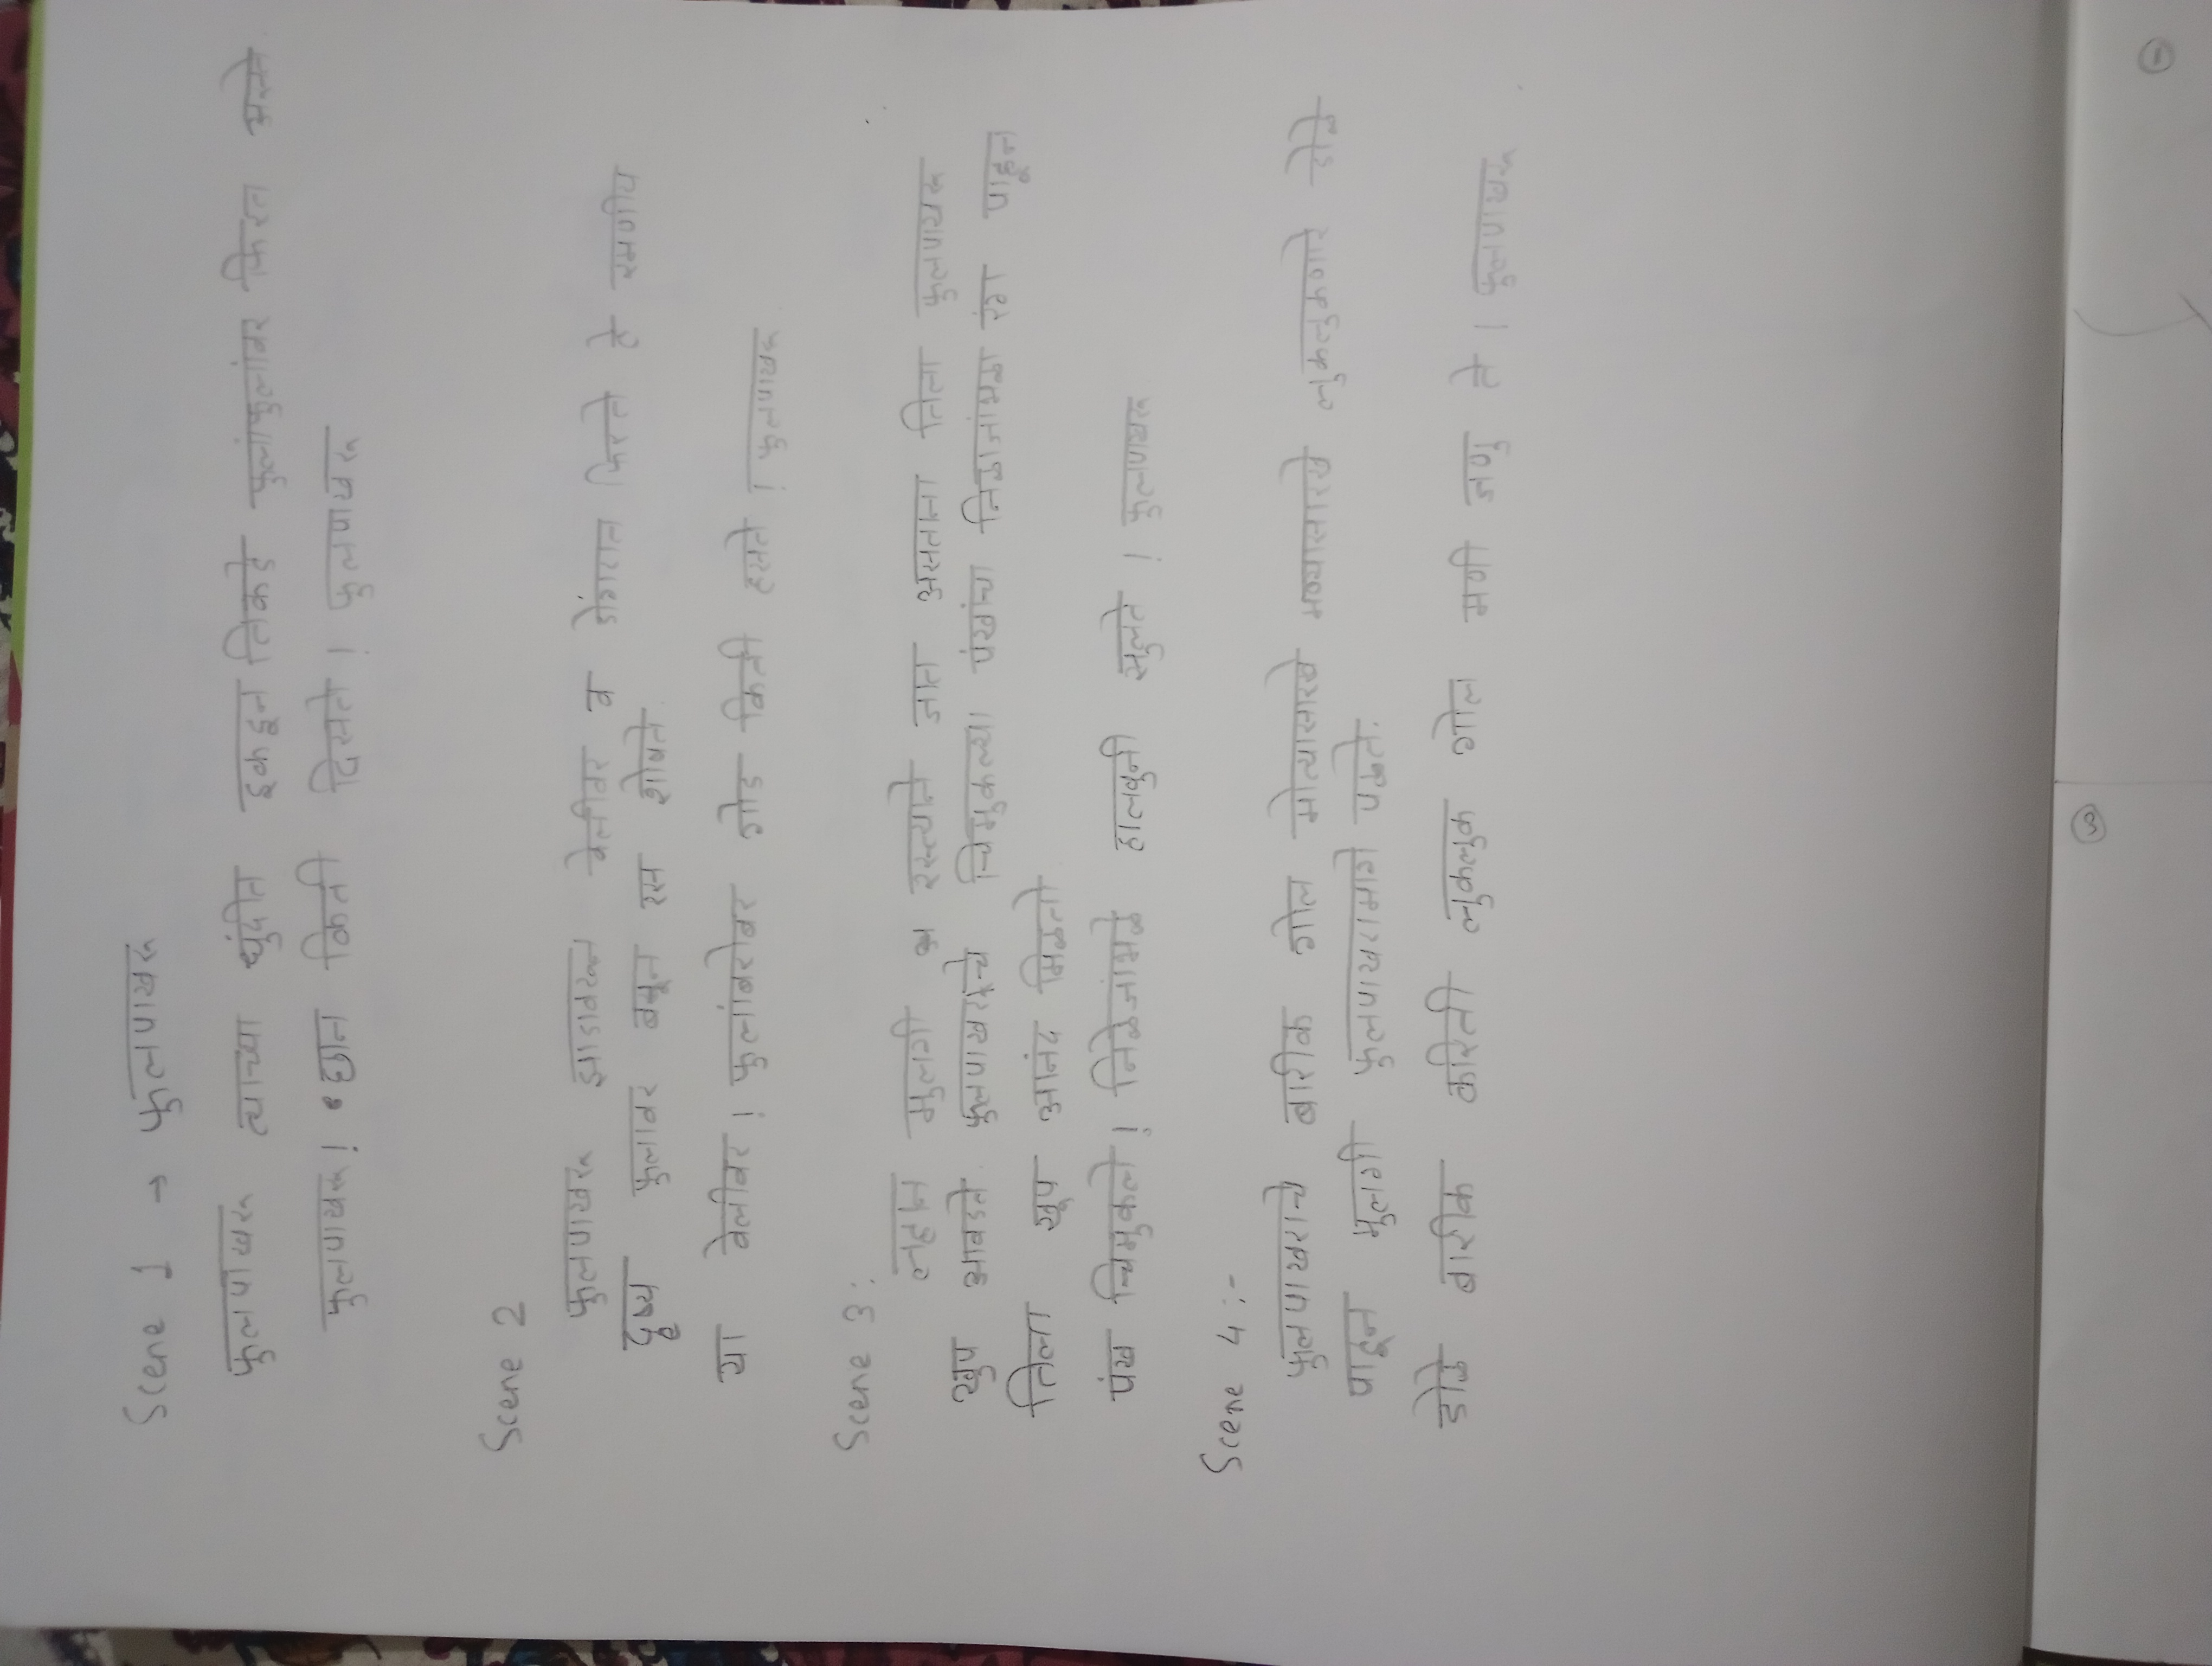 Scene 1 → फुलपाखरू
फुलपाखरू त्याच्या धुंदीत इकडून तिकडे फुलांफुलांवर फिरत असते.
फुलपाखरू! छान किती दिसते! फुलपाखरू
Scene 2
फुलपाखरू झाडावरून वेलीवर व डोंगरात फिरते ते रमणीय
दृष्य फुलावर बसून रस शोषते.
या वेलीवर! फुलांबरोबर गोड किती हसते! फुलपाखरू.
Scene 3:
लहान मुलगी रस्त्याने जात असताना तिला फुलपाखरू
खुप आवडते. फुलपाखराचे चिमुकल्या पंखांचा निळाजांभळा रंग पाहून
तिला खूप आनंद मिळतो.
पंख चिमुकले! निळेजांभळे हालवुनी झुलते! फुलपाखरू
Scene 4:-
फुलपाखराचे बारीक गोल मोत्यासारखे मण्यासारखे लुकलुकणारे डोळे
पाहून मुलगी फुलपाखरामागे पळते.
डोळे बारीक करिती लुकलुक गोल मणी जणु ते। फुलपाखरू
3
1